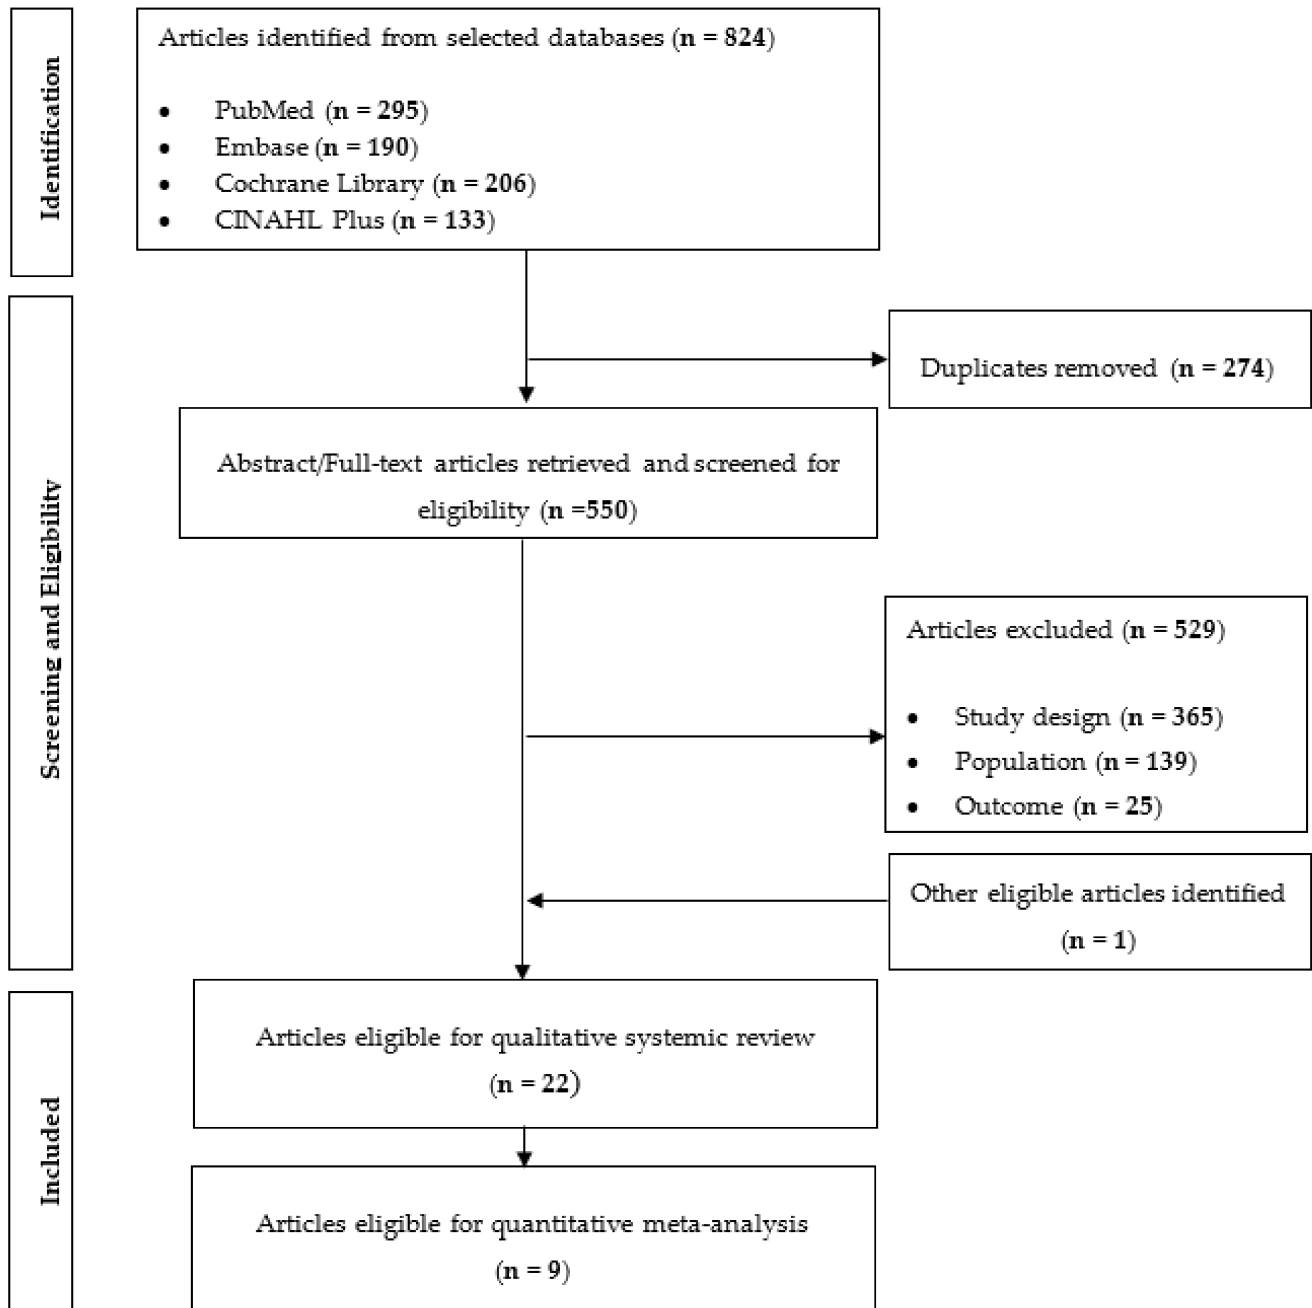 Identification
Articles identified from selected databases (n = 824)
• PubMed (n = 295)
• Embase (n = 190)
• Cochrane Library (n = 206)
• CINAHL Plus (n = 133)
Screening and Eligibility
Duplicates removed (n = 274)
Abstract/Full-text articles retrieved and screened for
eligibility (n =550)
Articles excluded (n = 529)
• Study design (n = 365)
• Population (n = 139)
• Outcome (n = 25)
Other eligible articles identified
(n = 1)
Included
Articles eligible for qualitative systemic review
(n = 22)
Articles eligible for quantitative meta-analysis
(n = 9)